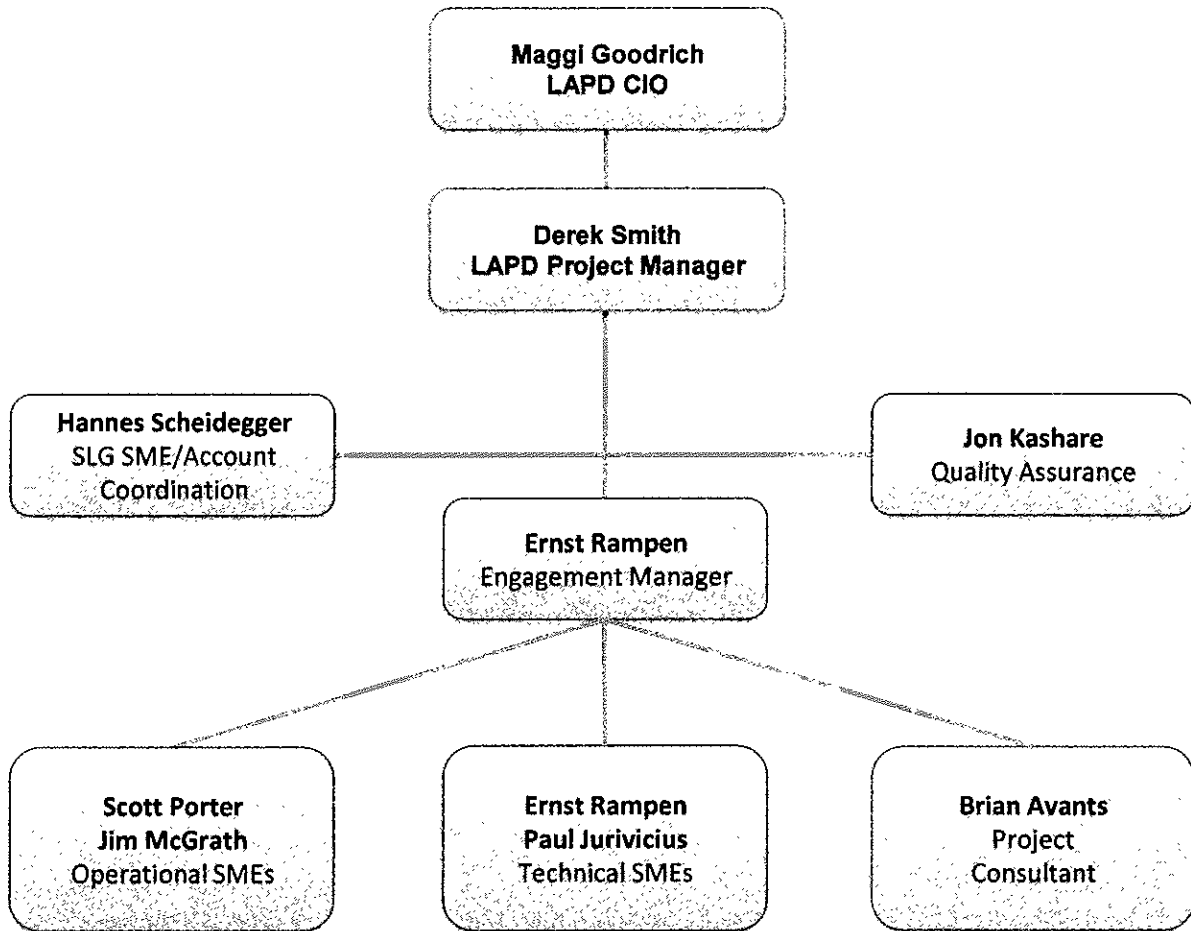 Maggi Goodrich
LAPD CIO
Derek Smith
LAPD Project Manager
Hannes Scheidegger
SLG SME/Account
Coordination
Jon Kashare
Quality Assurance
Ernst Rampen
Engagement Manager
Scott Porter
Jim McGrath
Operational SMEs
Ernst Rampen
Paul Jurivicius
Technical SMEs
Brian Avants
Project
Consultant